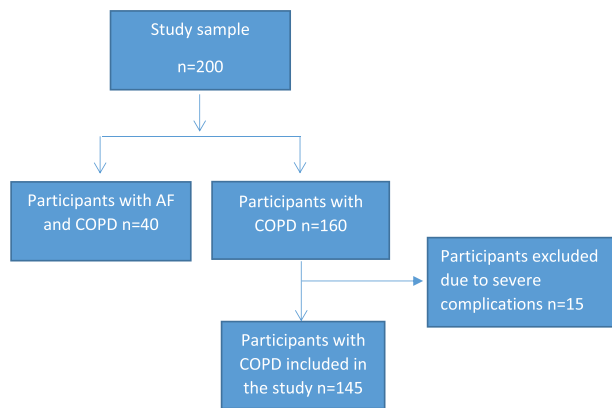 Study sample
n=200
Participants with AF
and COPD n=40
Participants with
COPD n=160
Participants excluded
due to severe
complications n=15
Participants with
COPD included in
the study n=145